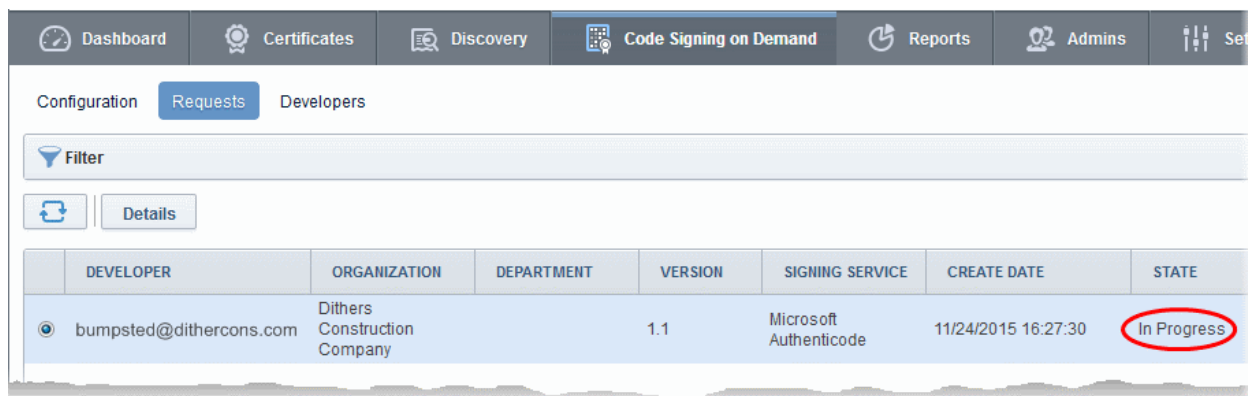 Dashboard Certificates Discovery Code Signing on Demand Reports Admins Set
Configuration Requests Developers
Filter
Details
DEVELOPER ORGANIZATION DEPARTMENT VERSION SIGNING SERVICE CREATE DATE STATE
Dithers
bumpsted@dithercons.com Construction 1.1 Microsoft 11/24/2015 16:27:30 In Progress
Company Authenticode